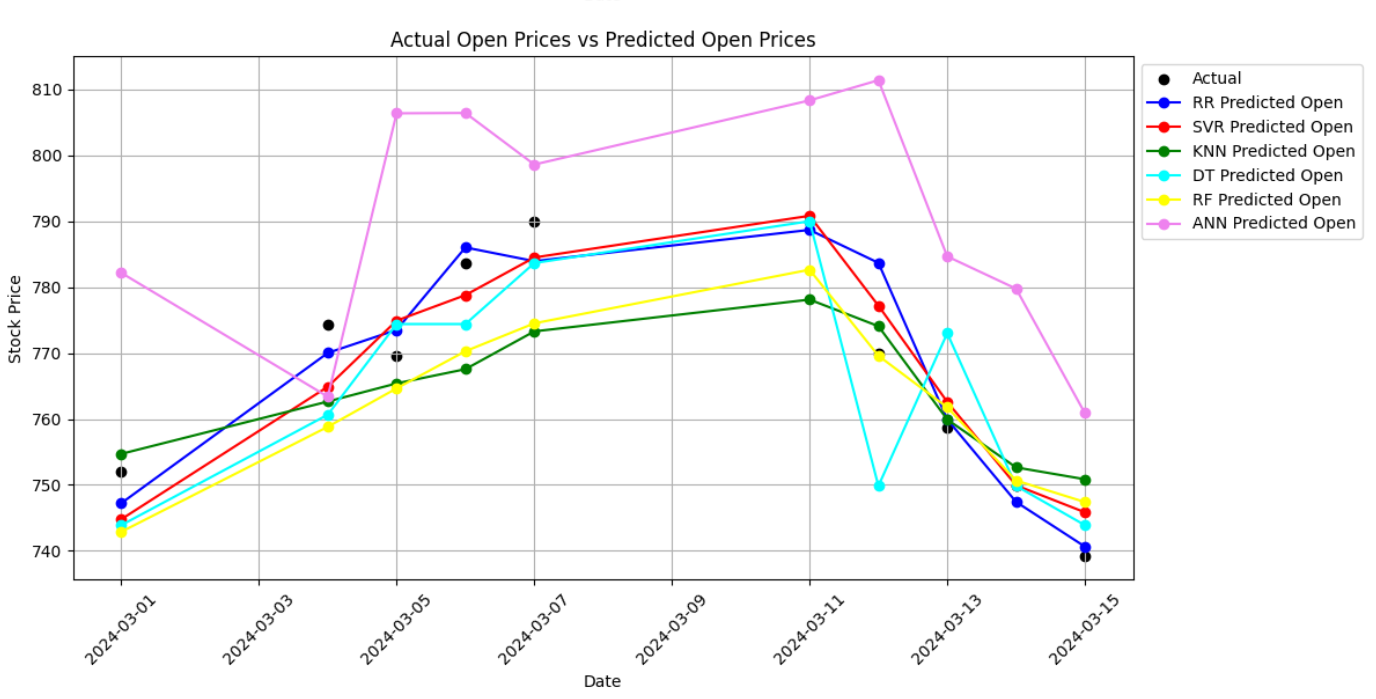 Actual Open Prices vs Predicted Open Prices
810
800
790
780
770
760
750
740
Stock Price
2024-03-01
2024-03-03
2024-03-05
2024-03-07
2024-03-09
2024-03-11
2024-03-13
2024-03-15
Date
Actual
RR Predicted Open
SVR Predicted Open
KNN Predicted Open
DT Predicted Open
RF Predicted Open
ANN Predicted Open